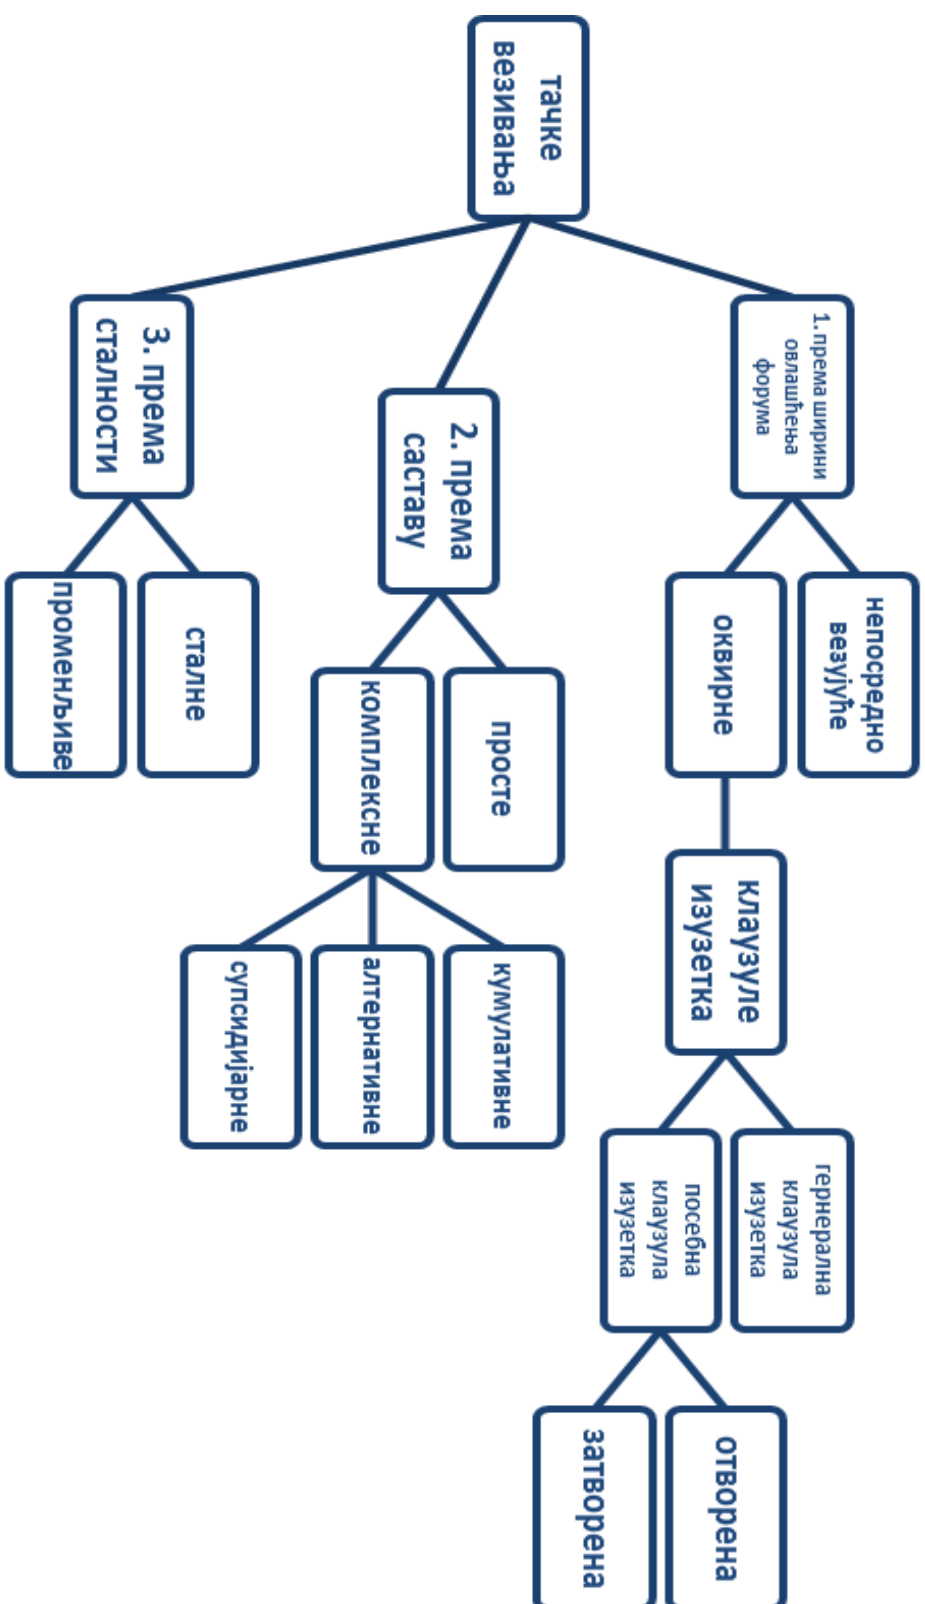 тачке
везивања
1. према ширини
овлашћења
форума
непосредно
везујуће
оквирне
клаузуле
изузетка
гернерална
клаузула
изузетка
посебна
клаузула
изузетка
отворена
затворена
2. према
саставу
просте
комплексне
кумулативне
алтернативне
супсидијарне
3. према
сталности
сталне
променљиве